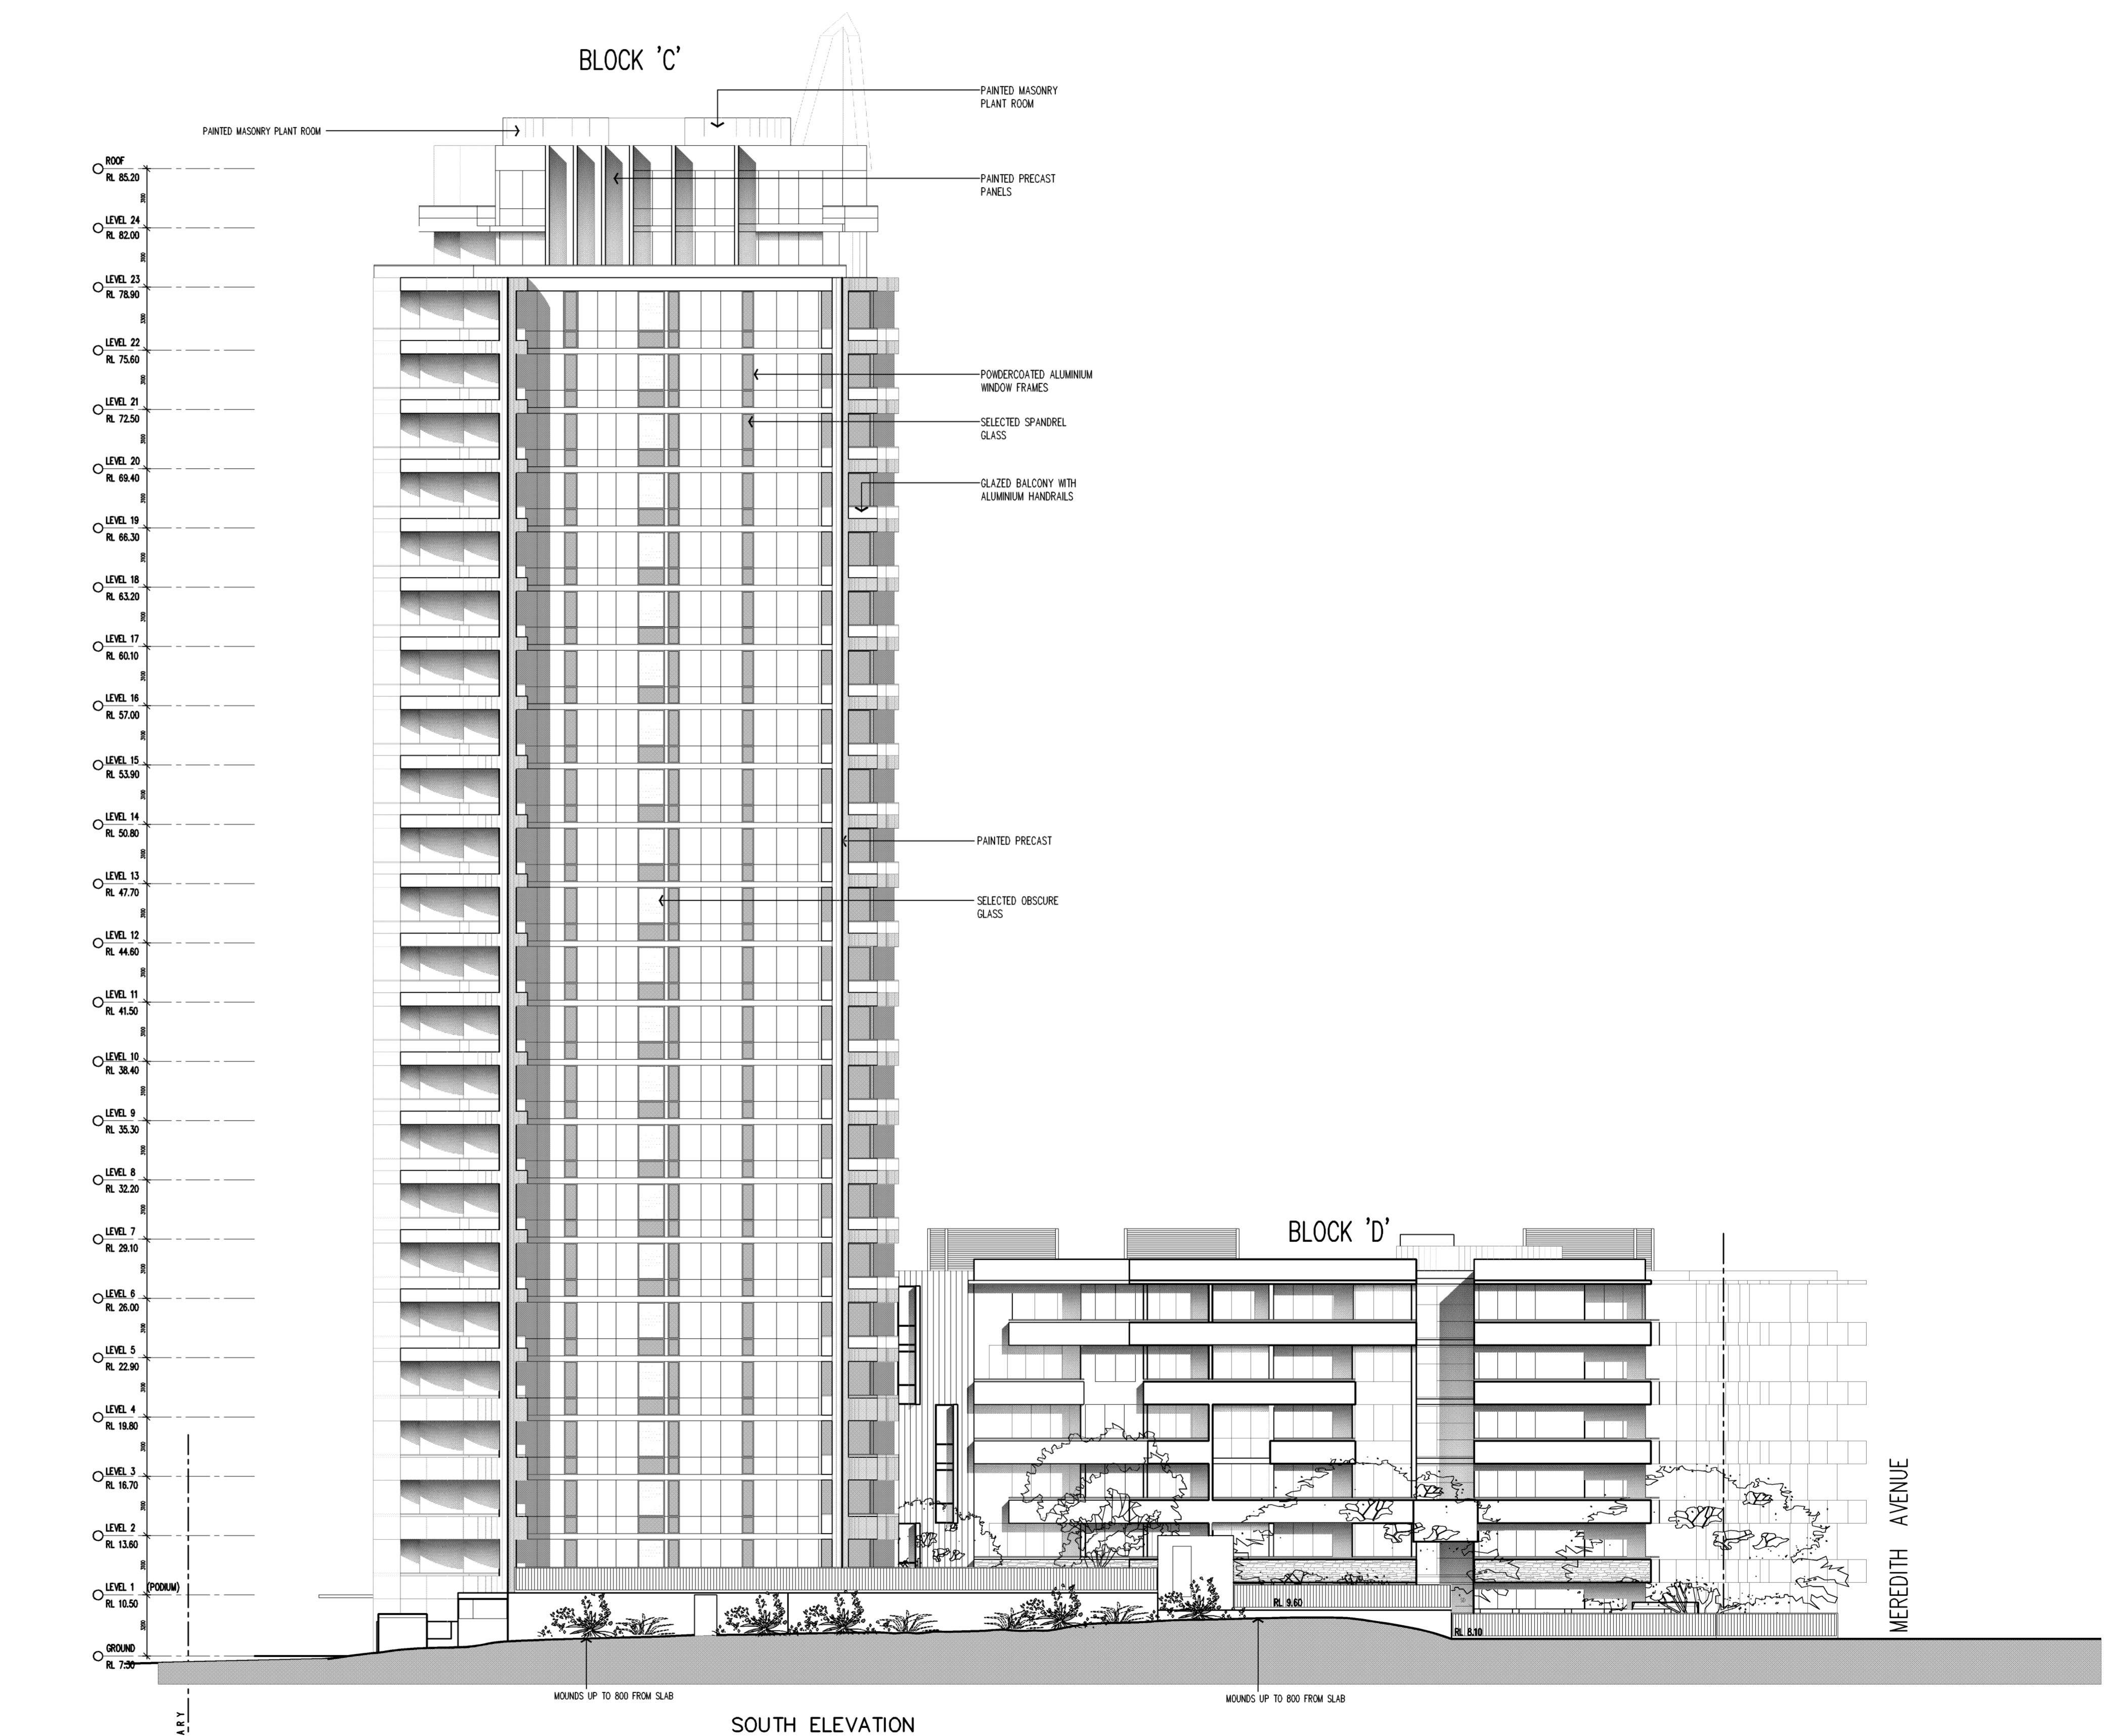 BLOCK 'C'
PAINTED MASONRY
PLANT ROOM
PAINTED MASONRY PLANT ROOM
ROOF
RL 85.20
PAINTED PRECAST
PANELS
LEVEL 24
RL 82.00
LEVEL 23
RL 78.90
LEVEL 22
RL 75.60
POWDERCOATED ALUMINIUM
WINDOW FRAMES
LEVEL 21
RL 72.50
SELECTED SPANDREL
GLASS
LEVEL 20
RL 69.40
GLAZED BALCONY WITH
ALUMINIUM HANDRAILS
LEVEL 19
RL 66.30
LEVEL 18
RL 63.20
LEVEL 17
RL 60.10
LEVEL 16
RL 57.00
LEVEL 15
RL 53.90
LEVEL 14
RL 50.80
PAINTED PRECAST
LEVEL 13
RL 47.70
SELECTED OBSCURE
GLASS
LEVEL 12
RL 44.60
LEVEL 11
RL 41.50
LEVEL 10
RL 38.40
LEVEL 9
RL 35.30
LEVEL 8
RL 32.20
LEVEL 7
RL 29.10
BLOCK 'D'
LEVEL 6
RL 26.00
LEVEL 5
RL 22.90
LEVEL 4
RL 19.80
LEVEL 3
RL 16.70
LEVEL 2
RL 13.60
MEREDITH AVENUE
LEVEL 1 (PODIUM)
RL 10.50
RL 9.60
RL 8.10
GROUND
RL 7.30
MOUNDS UP TO 800 FROM SLAB
MOUNDS UP TO 800 FROM SLAB
ARY
SOUTH ELEVATION